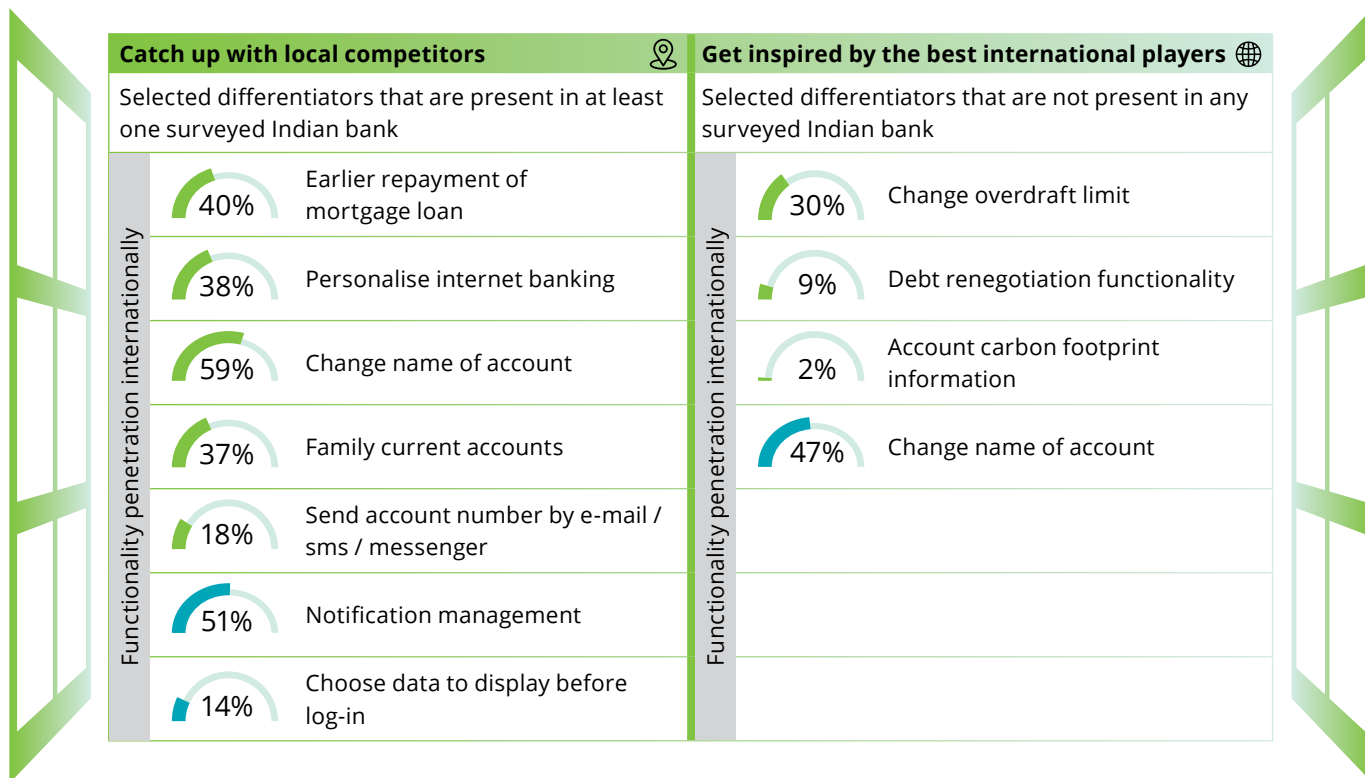 Catch up with local competitors
Selected differentiators that are present in at least
one surveyed Indian bank
Functionality penetration internationally
40%
Earlier repayment of
mortgage loan
38%
Personalise internet banking
59%
Change name of account
37%
Family current accounts
18%
Send account number by e-mail /
sms / messenger
51%
Notification management
14%
Choose data to display before
log-in
Get inspired by the best international players
Selected differentiators that are not present in any
surveyed Indian bank
Functionality penetration internationally
30%
Change overdraft limit
9%
Debt renegotiation functionality
2%
Account carbon footprint
information
47%
Change name of account